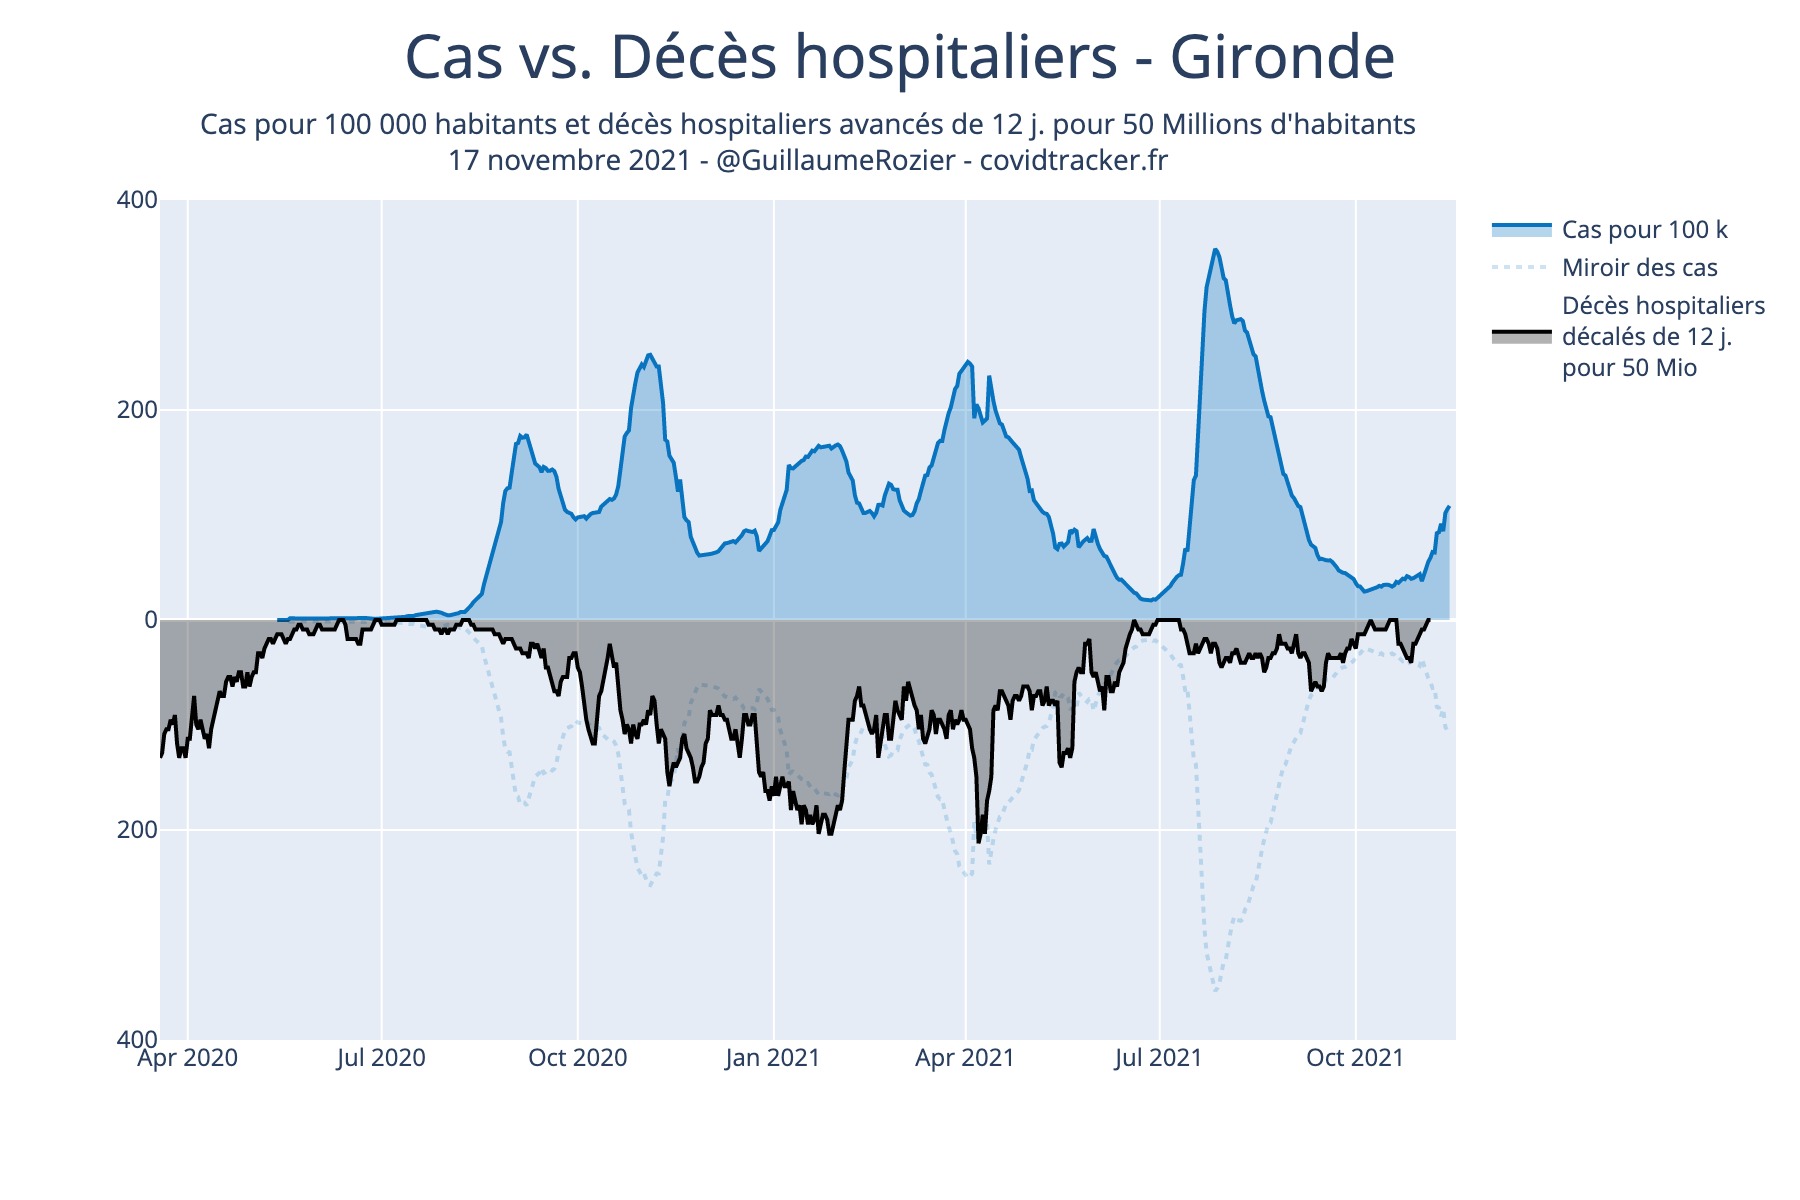 Cas vs. Décès hospitaliers - Gironde
Cas pour 100 000 habitants et décès hospitaliers avancés de 12 j. pour 50 Millions d'habitants
17 novembre 2021 - @GuillaumeRozier - covidtracker.fr
400
200
0
200
400
Apr 2020
Jul 2020
Oct 2020
Jan 2021
Apr 2021
Jul 2021
Oct 2021
Cas pour 100 k
Miroir des cas
Décès hospitaliers
décalés de 12 j.
pour 50 Mio